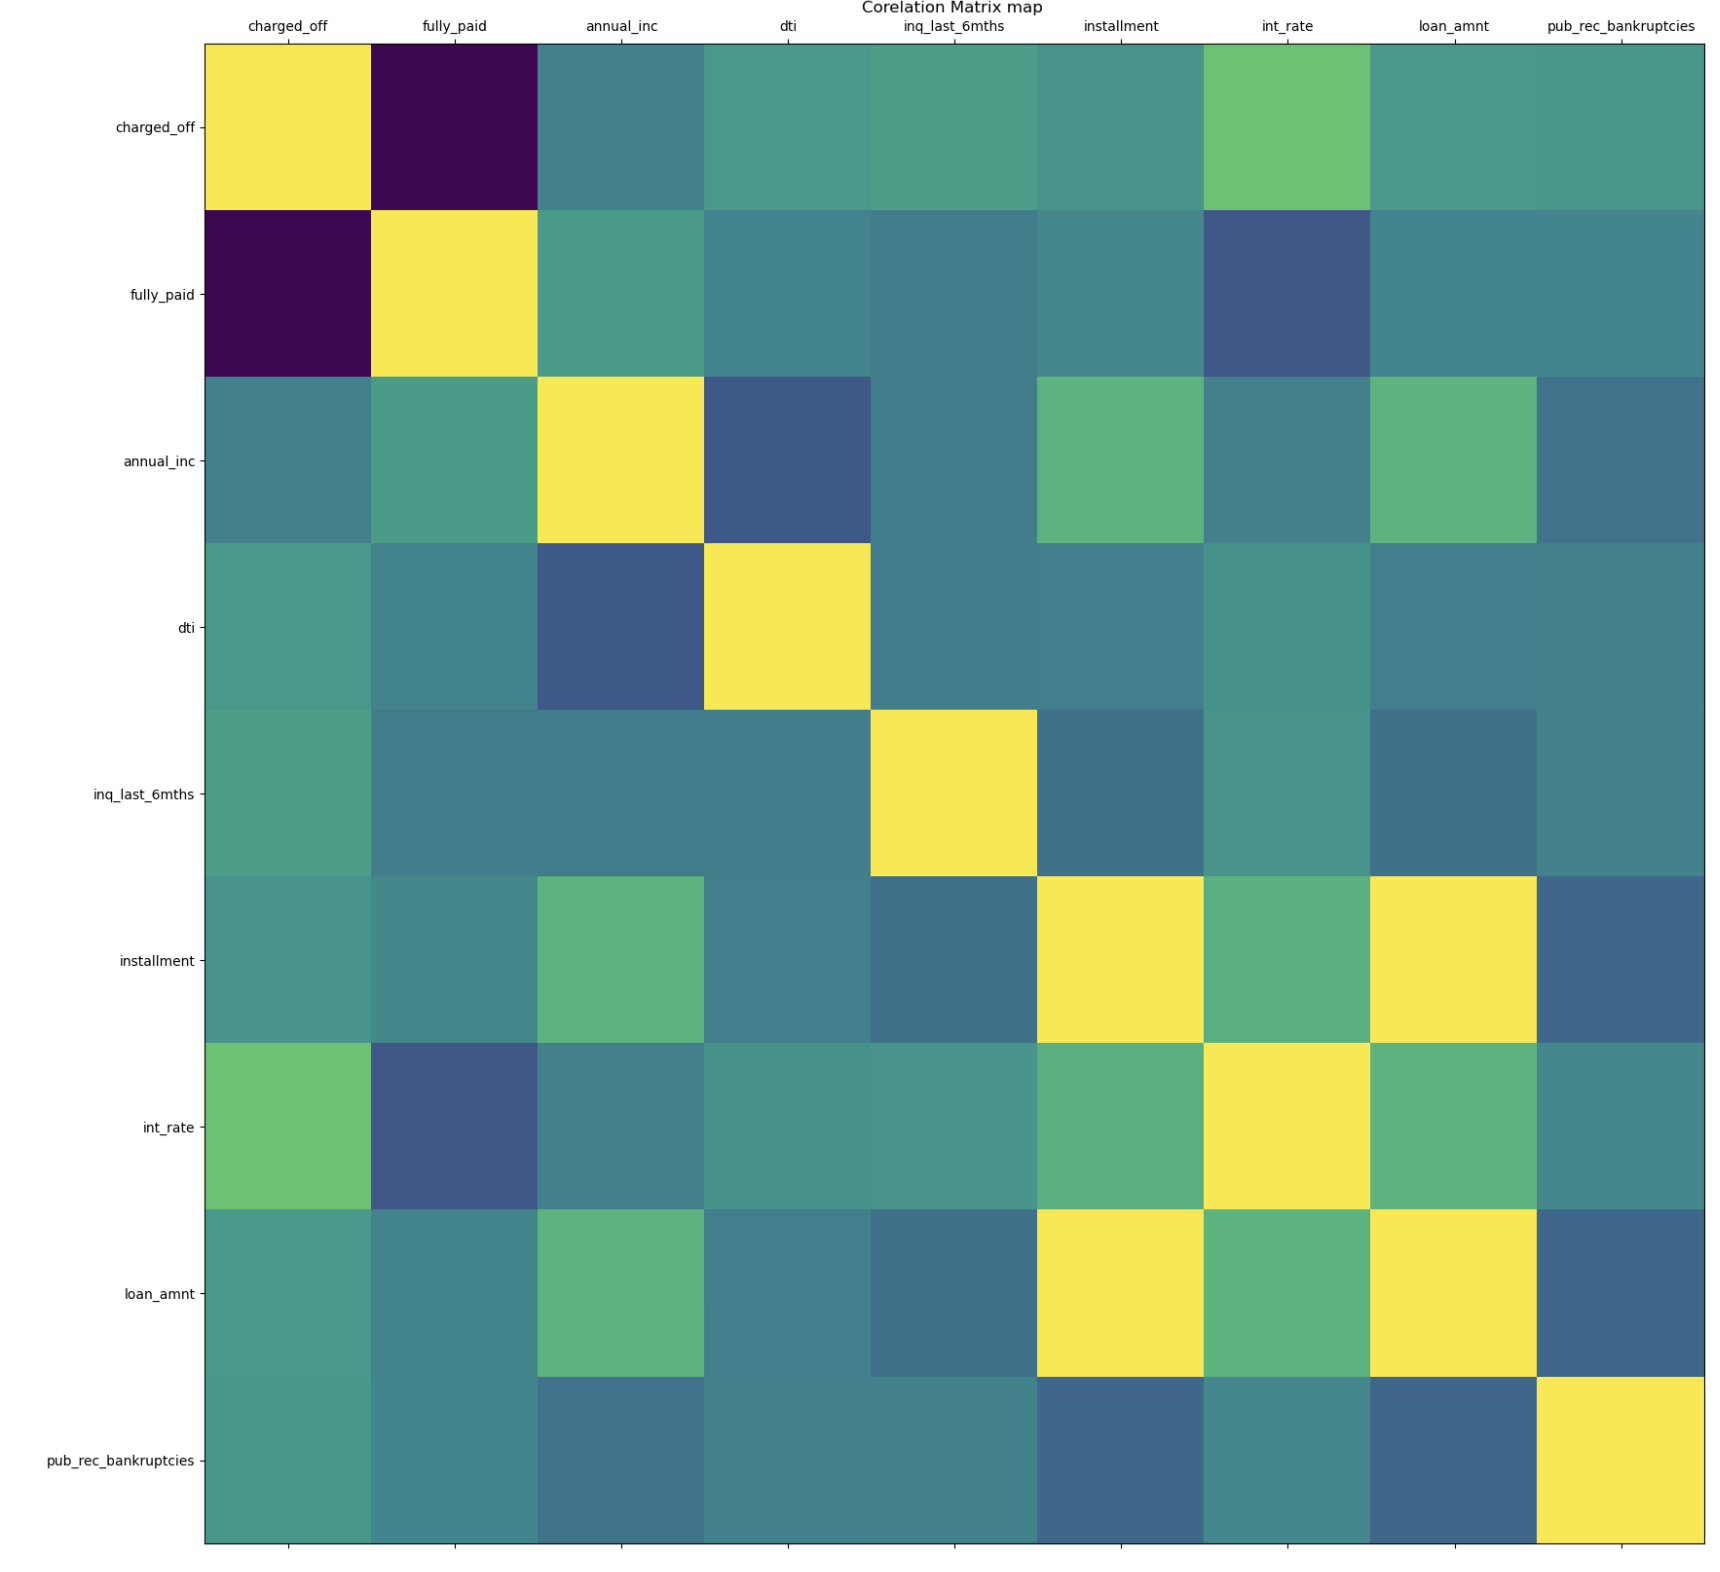 Corelation Matrix map
charged_off fully_paid annual_inc dti inq_last_6mths installment int_rate loan_amnt pub_rec_bankruptcies
charged_off
fully_paid
annual_inc
dti
inq_last_6mths
installment
int_rate
loan_amnt
pub_rec_bankruptcies